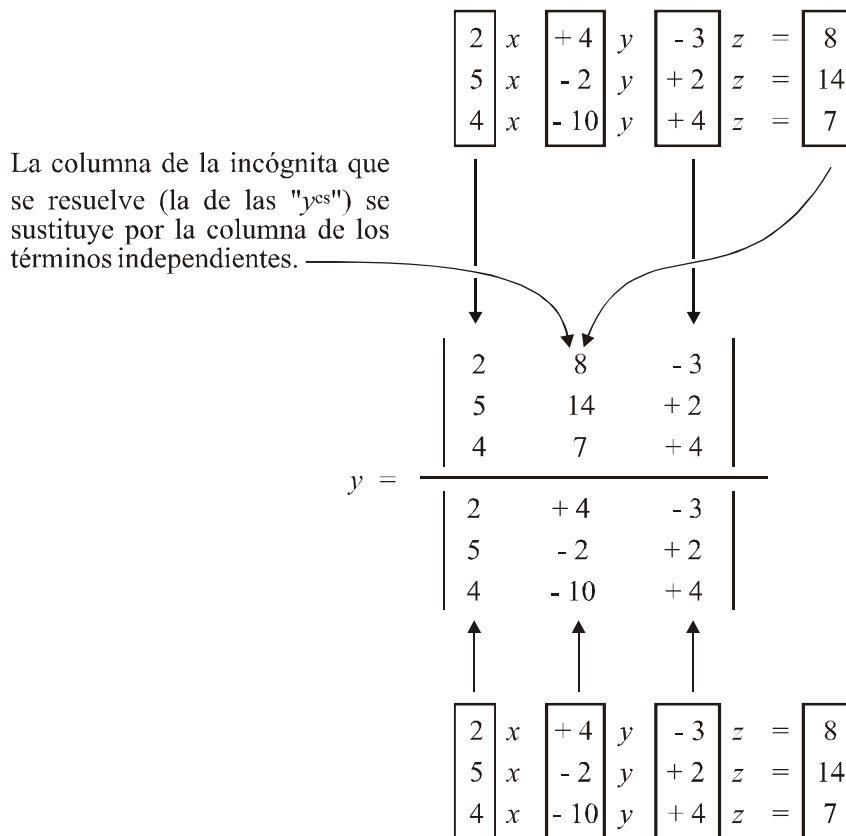 2 x + 4 y - 3 z = 8
5 x - 2 y + 2 z = 14
4 x - 10 y + 4 z = 7
La columna de la incógnita que
se resuelve (la de las "yᶜˢ") se
sustituye por la columna de los
términos independientes.
2 8 - 3
5 14 + 2
4 7 + 4
y =
2 + 4 - 3
5 - 2 + 2
4 - 10 + 4
2 x + 4 y - 3 z = 8
5 x - 2 y + 2 z = 14
4 x - 10 y + 4 z = 7